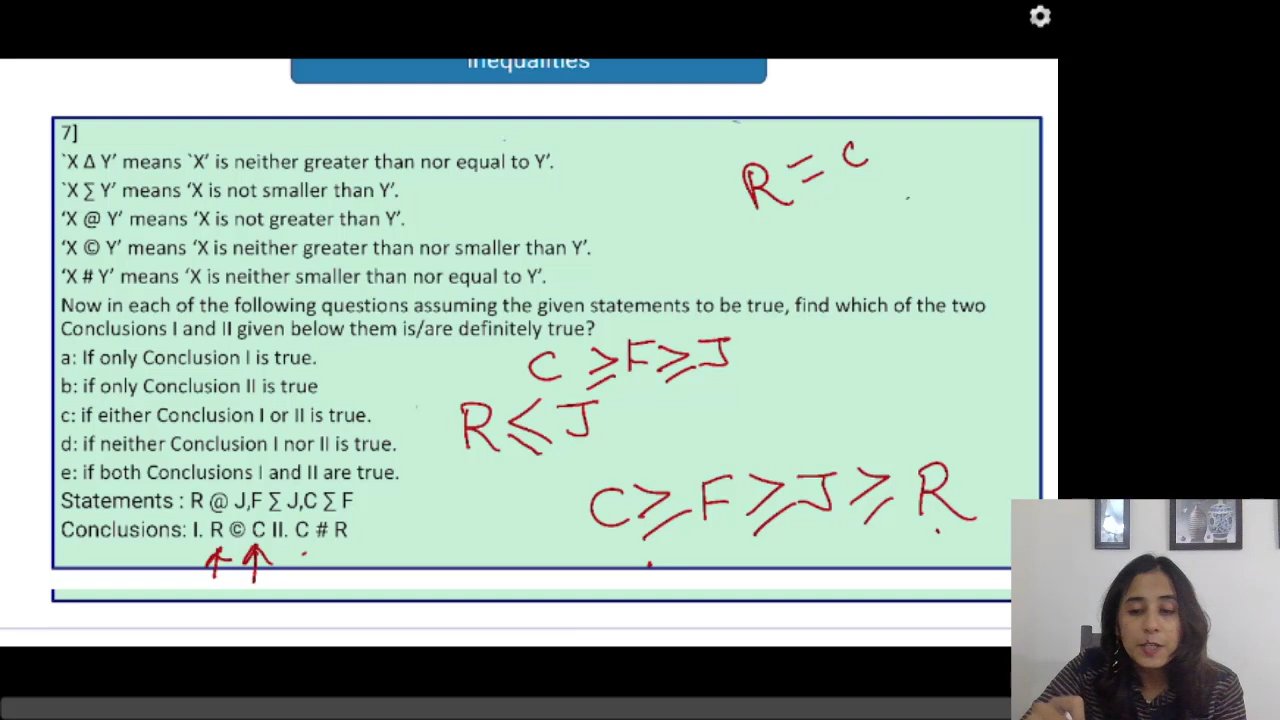 Inequalities
7]
`X Δ Y’ means `X’ is neither greater than nor equal to Y’.
`X ∑ Y’ means ‘X is not smaller than Y’.
‘X @ Y’ means ‘X is not greater than Y’.
‘X © Y’ means ‘X is neither greater than nor smaller than Y’.
‘X # Y’ means ‘X is neither smaller than nor equal to Y’.
Now in each of the following questions assuming the given statements to be true, find which of the two
Conclusions I and II given below them is/are definitely true?
a: If only Conclusion I is true.
b: if only Conclusion II is true
c: if either Conclusion I or II is true.
d: if neither Conclusion I nor II is true.
e: if both Conclusions I and II are true.
Statements : R @ J,F ∑ J,C ∑ F
Conclusions: I. R © C II. C # R
R = C
C ≥ F ≥ J
R ≤ J
C ≥ F ≥ J ≥ R